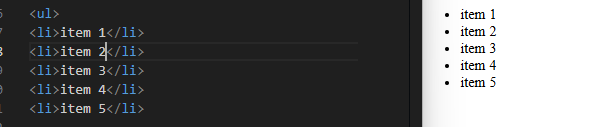 <ul>
<li>item 1</li>
<li>item 2</li>
<li>item 3</li>
<li>item 4</li>
<li>item 5</li>
• item 1
• item 2
• item 3
• item 4
• item 5